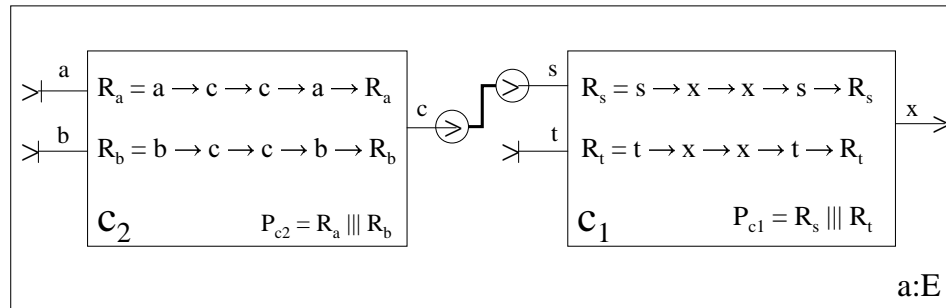 a
R_a = a → c → c → a → R_a
b
R_b = b → c → c → b → R_b
c_2
P_c2 = R_a ||| R_b
c
s
R_s = s → x → x → s → R_s
t
R_t = t → x → x → t → R_t
c_1
P_c1 = R_s ||| R_t
x
a:E